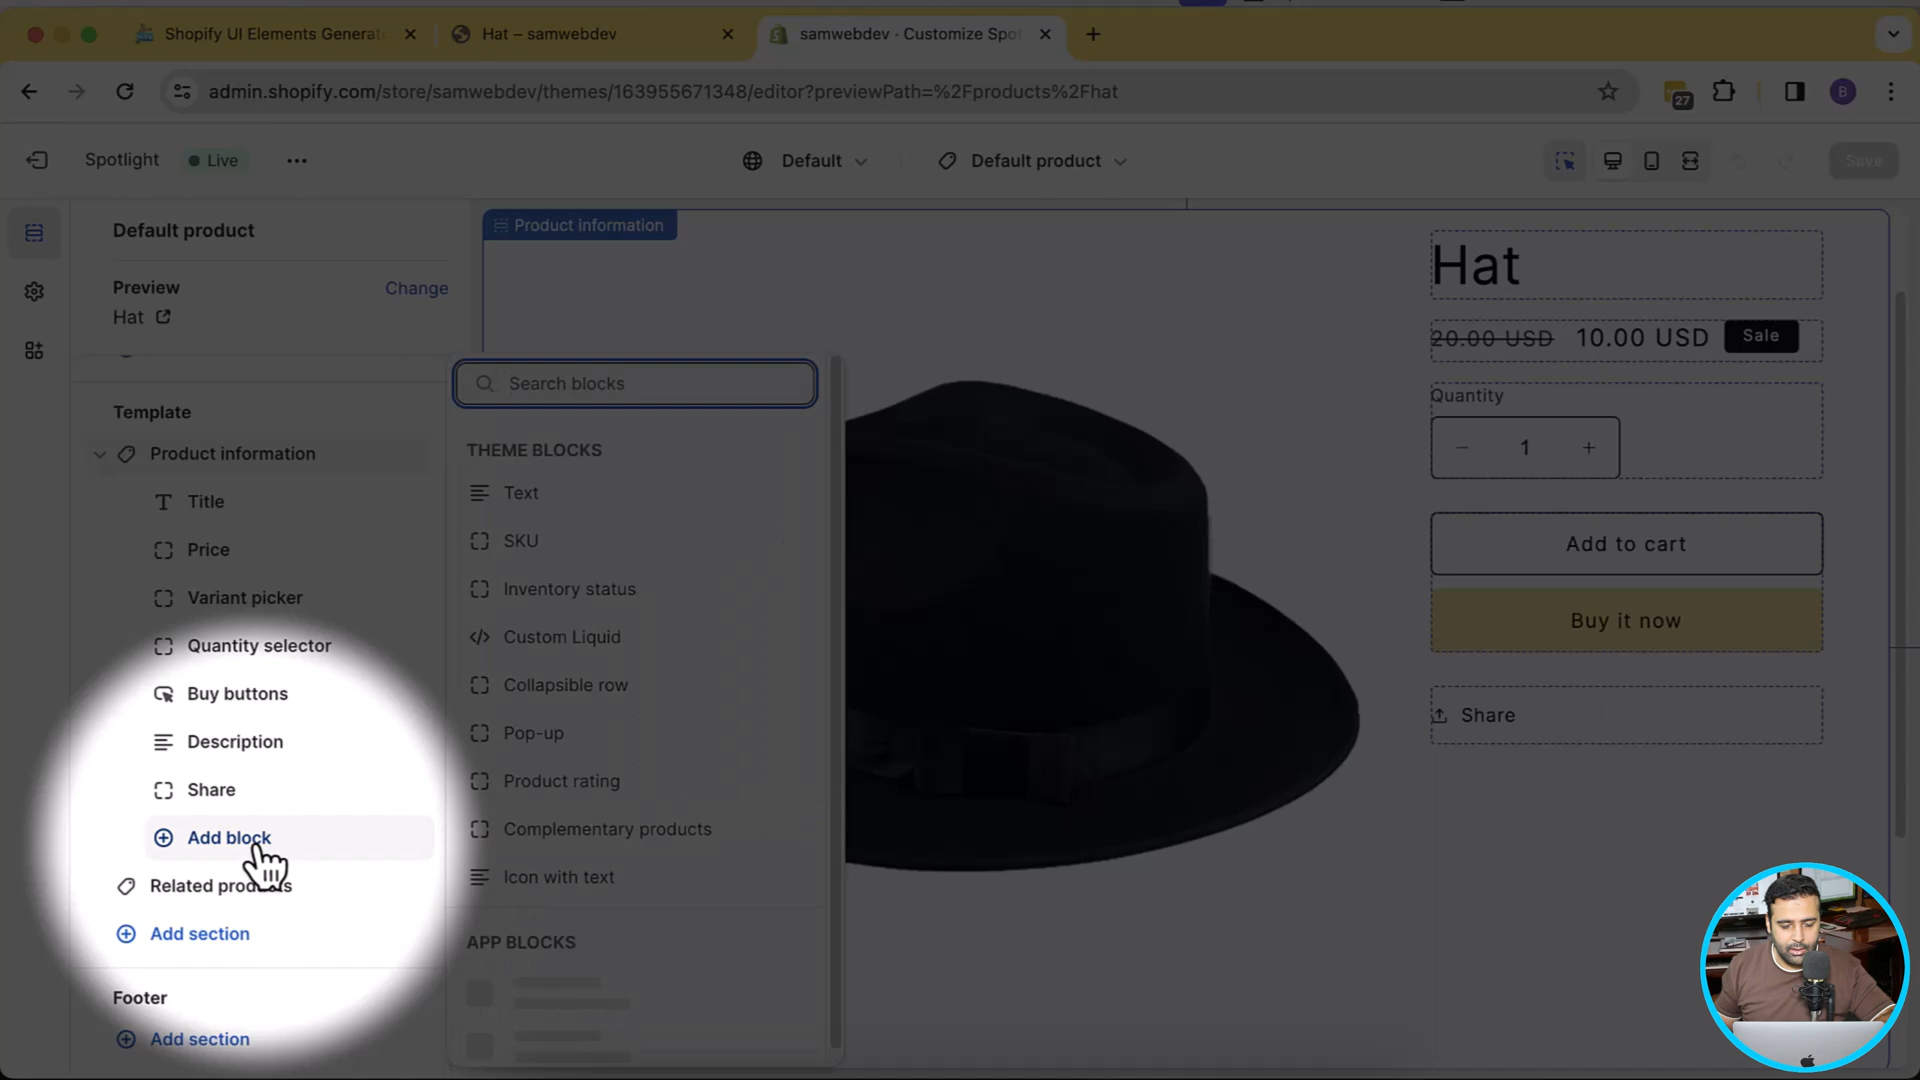 Shopify UI Elements Generat
Hat – samwebdev
samwebdev · Customize Spo
admin.shopify.com/store/samwebdev/themes/163955671348/editor?previewPath=%2Fproducts%2Fhat
27
B
Spotlight
Live
Default
Default product
Save
Default product
Preview
Change
Hat
Template
Product information
Title
Price
Variant picker
Quantity selector
Buy buttons
Description
Share
Add block
Related products
Add section
Footer
Add section
Search blocks
THEME BLOCKS
Text
SKU
Inventory status
Custom Liquid
Collapsible row
Pop-up
Product rating
Complementary products
Icon with text
APP BLOCKS
Product information
Hat
20.00 USD 10.00 USD Sale
Quantity
1
Add to cart
Buy it now
Share